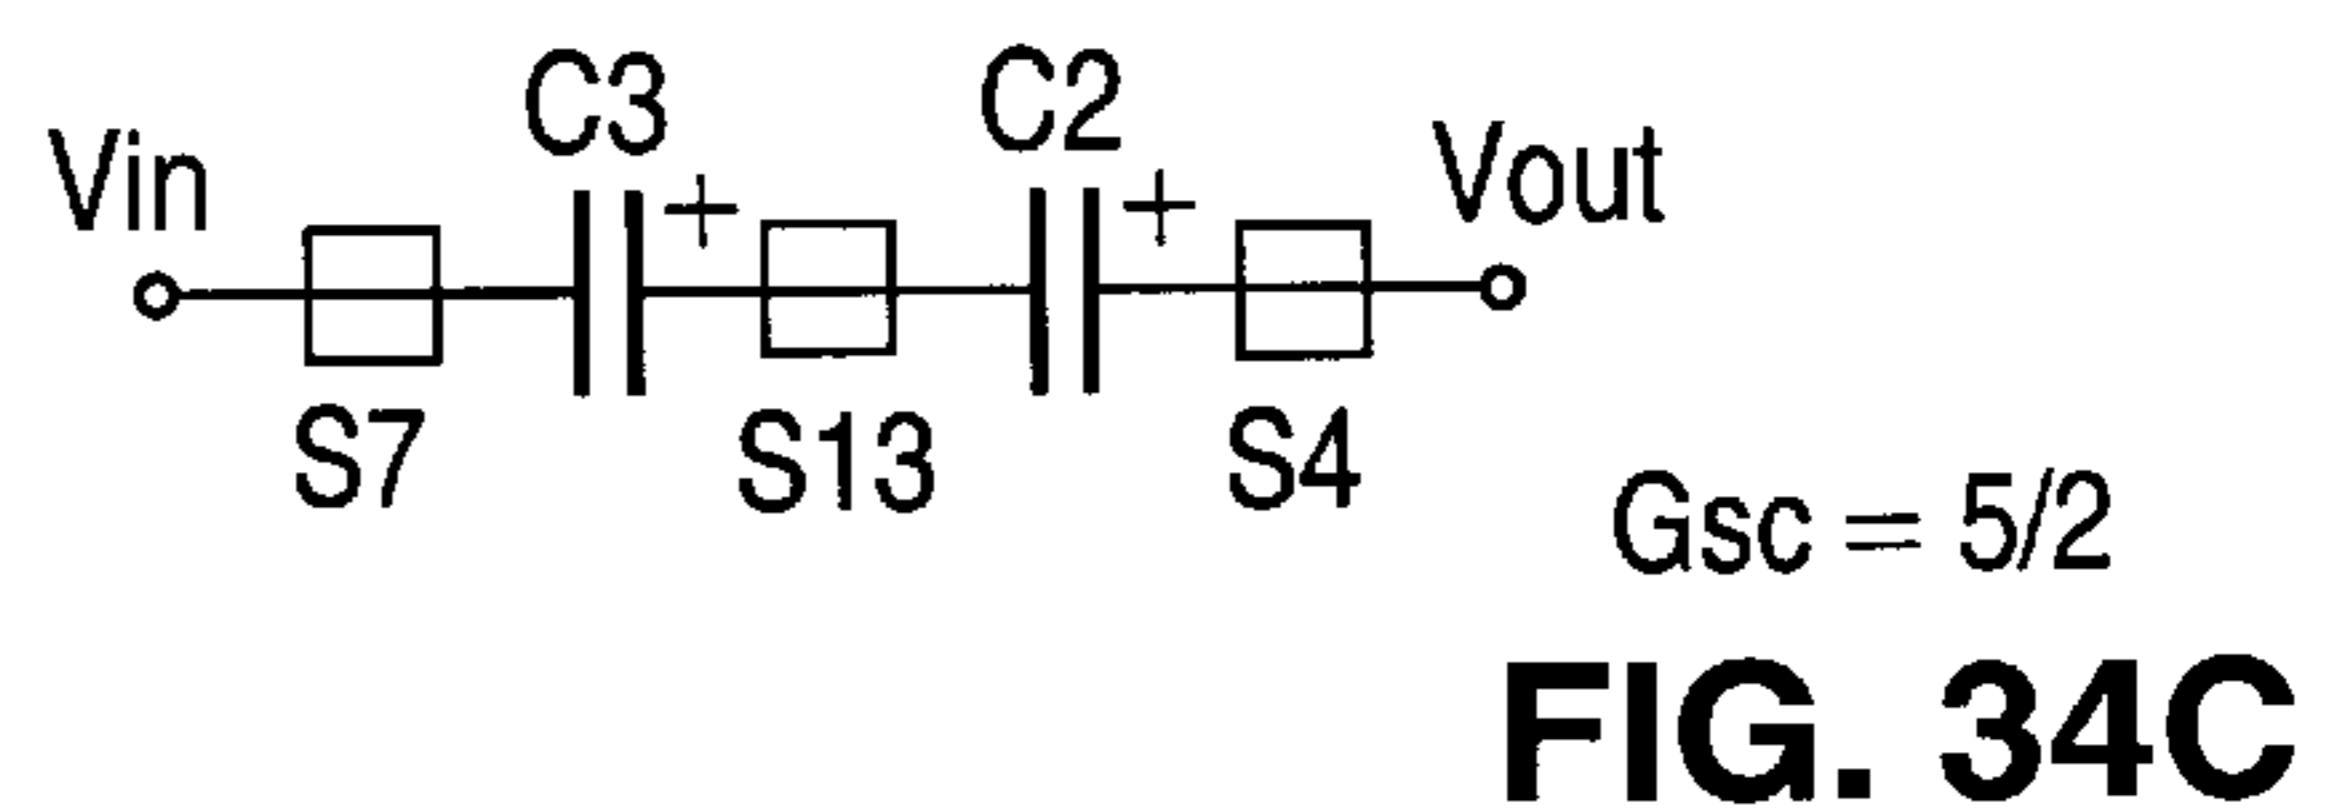 C3 C2
Vin + + Vout
S7 S13 S4
Gsc = 5/2
FIG. 34C